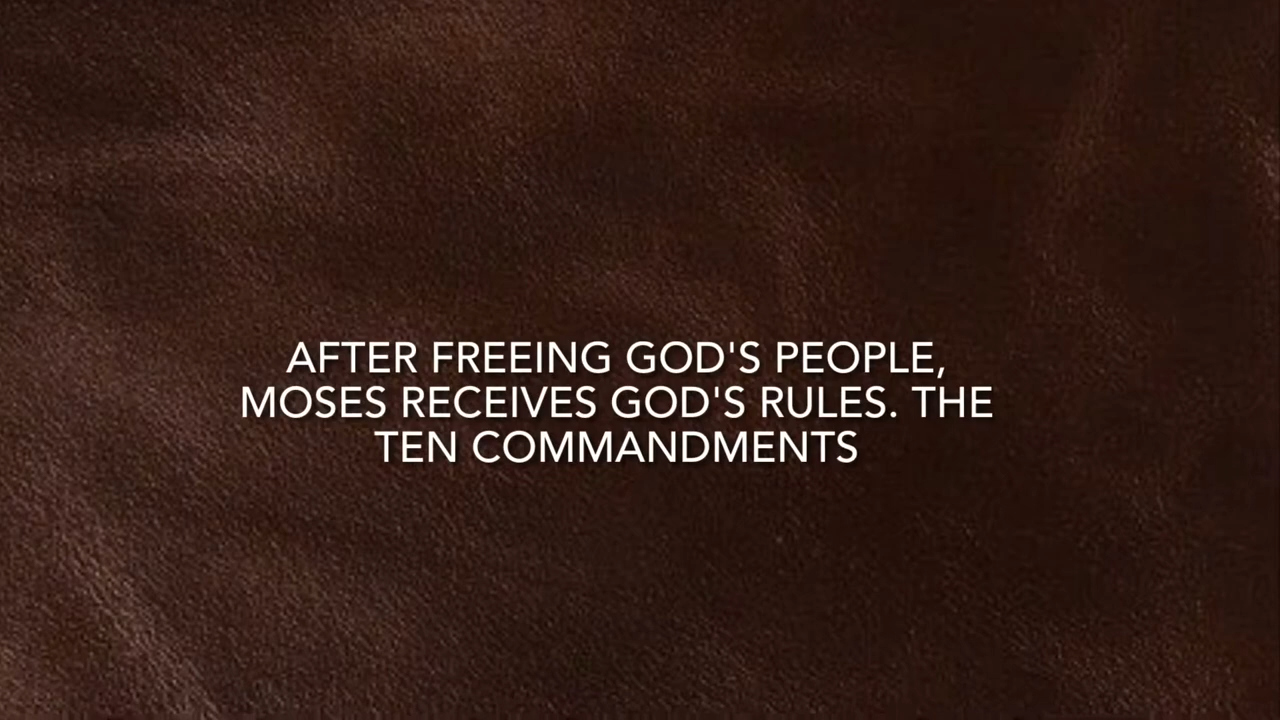 AFTER FREEING GOD'S PEOPLE,
MOSES RECEIVES GOD'S RULES. THE
TEN COMMANDMENTS